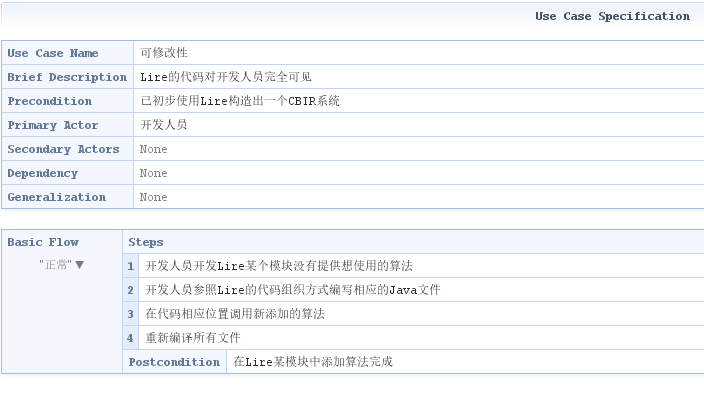 Use Case Specification
Use Case Name 可修改性
Brief Description Lire的代码对开发人员完全可见
Precondition 已初步使用Lire构造出一个CBIR系统
Primary Actor 开发人员
Secondary Actors None
Dependency None
Generalization None
Basic Flow Steps
"正常" ▼ 1 开发人员开发Lire某个模块没有提供想使用的算法
2 开发人员参照Lire的代码组织方式编写相应的Java文件
3 在代码相应位置调用新添加的算法
4 重新编译所有文件
Postcondition 在Lire某模块中添加算法完成